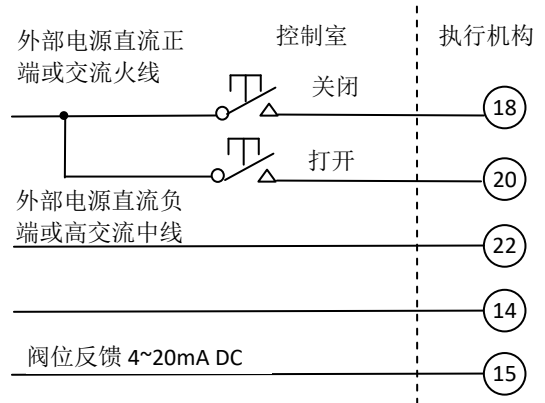 外部电源直流正
端或交流火线
控制室
执行机构
关闭
18
打开
20
外部电源直流负
端或高交流中线
22
14
阀位反馈 4~20mA DC
15